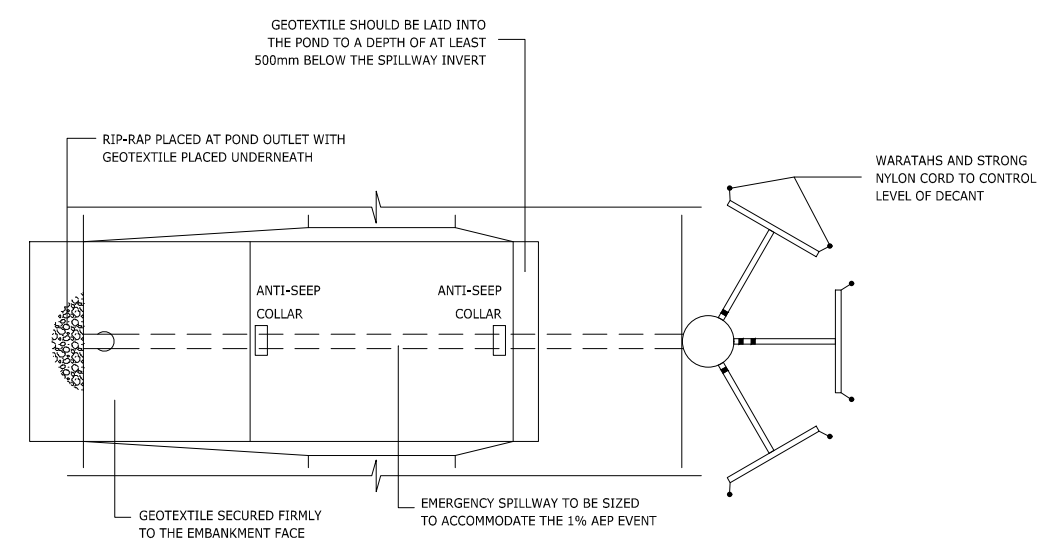 GEOTEXTILE SHOULD BE LAID INTO
THE POND TO A DEPTH OF AT LEAST
500mm BELOW THE SPILLWAY INVERT
RIP-RAP PLACED AT POND OUTLET WITH
GEOTEXTILE PLACED UNDERNEATH
WARATAHS AND STRONG
NYLON CORD TO CONTROL
LEVEL OF DECANT
ANTI-SEEP
COLLAR
ANTI-SEEP
COLLAR
EMERGENCY SPILLWAY TO BE SIZED
TO ACCOMMODATE THE 1% AEP EVENT
GEOTEXTILE SECURED FIRMLY
TO THE EMBANKMENT FACE